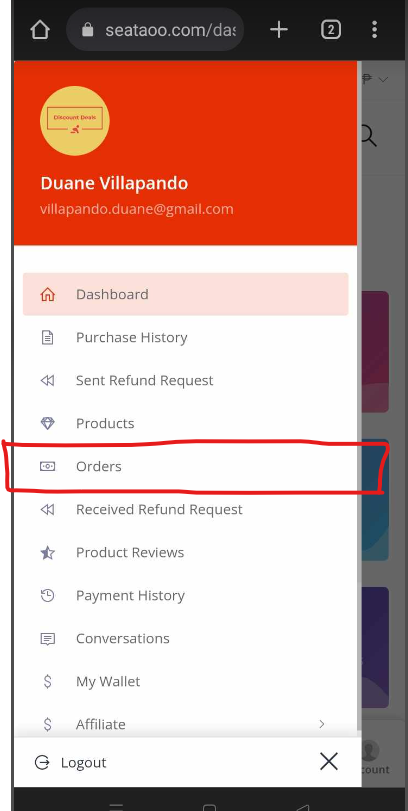 seataoo.com/das
2
₱
Discount Deals
Duane Villapando
villapando.duane@gmail.com
Dashboard
Purchase History
Sent Refund Request
Products
Orders
Received Refund Request
Product Reviews
Payment History
Conversations
My Wallet
Affiliate
Logout
count